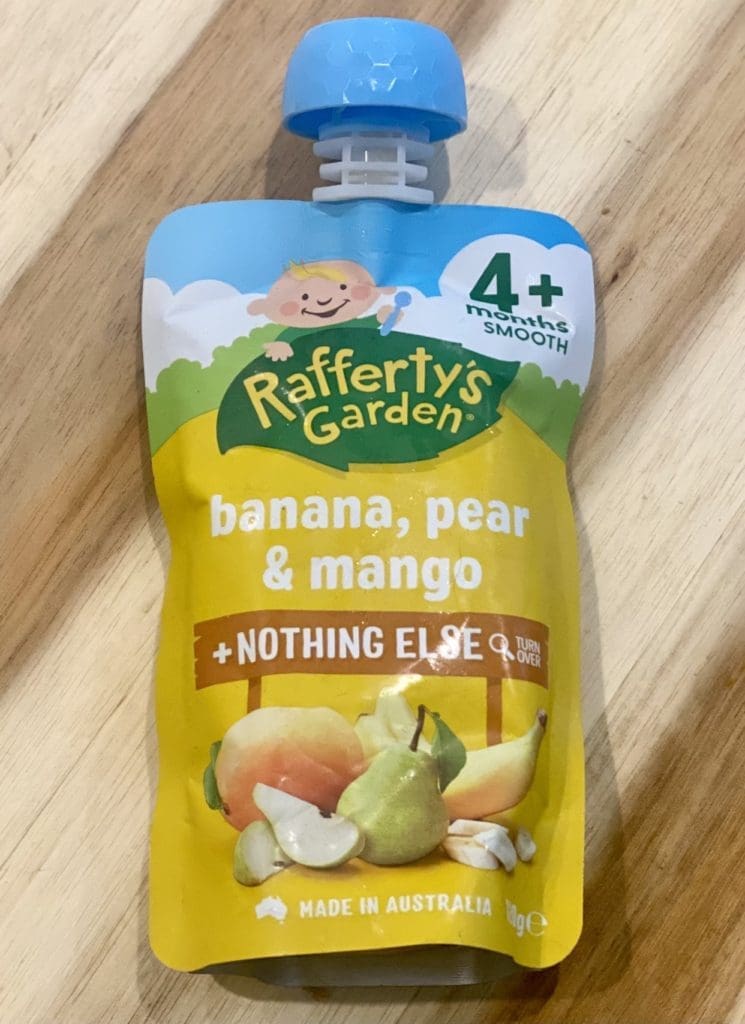 4+
months
SMOOTH
Rafferty's
Garden®
banana, pear
& mango
+NOTHING ELSE
TURN
OVER
MADE IN AUSTRALIA